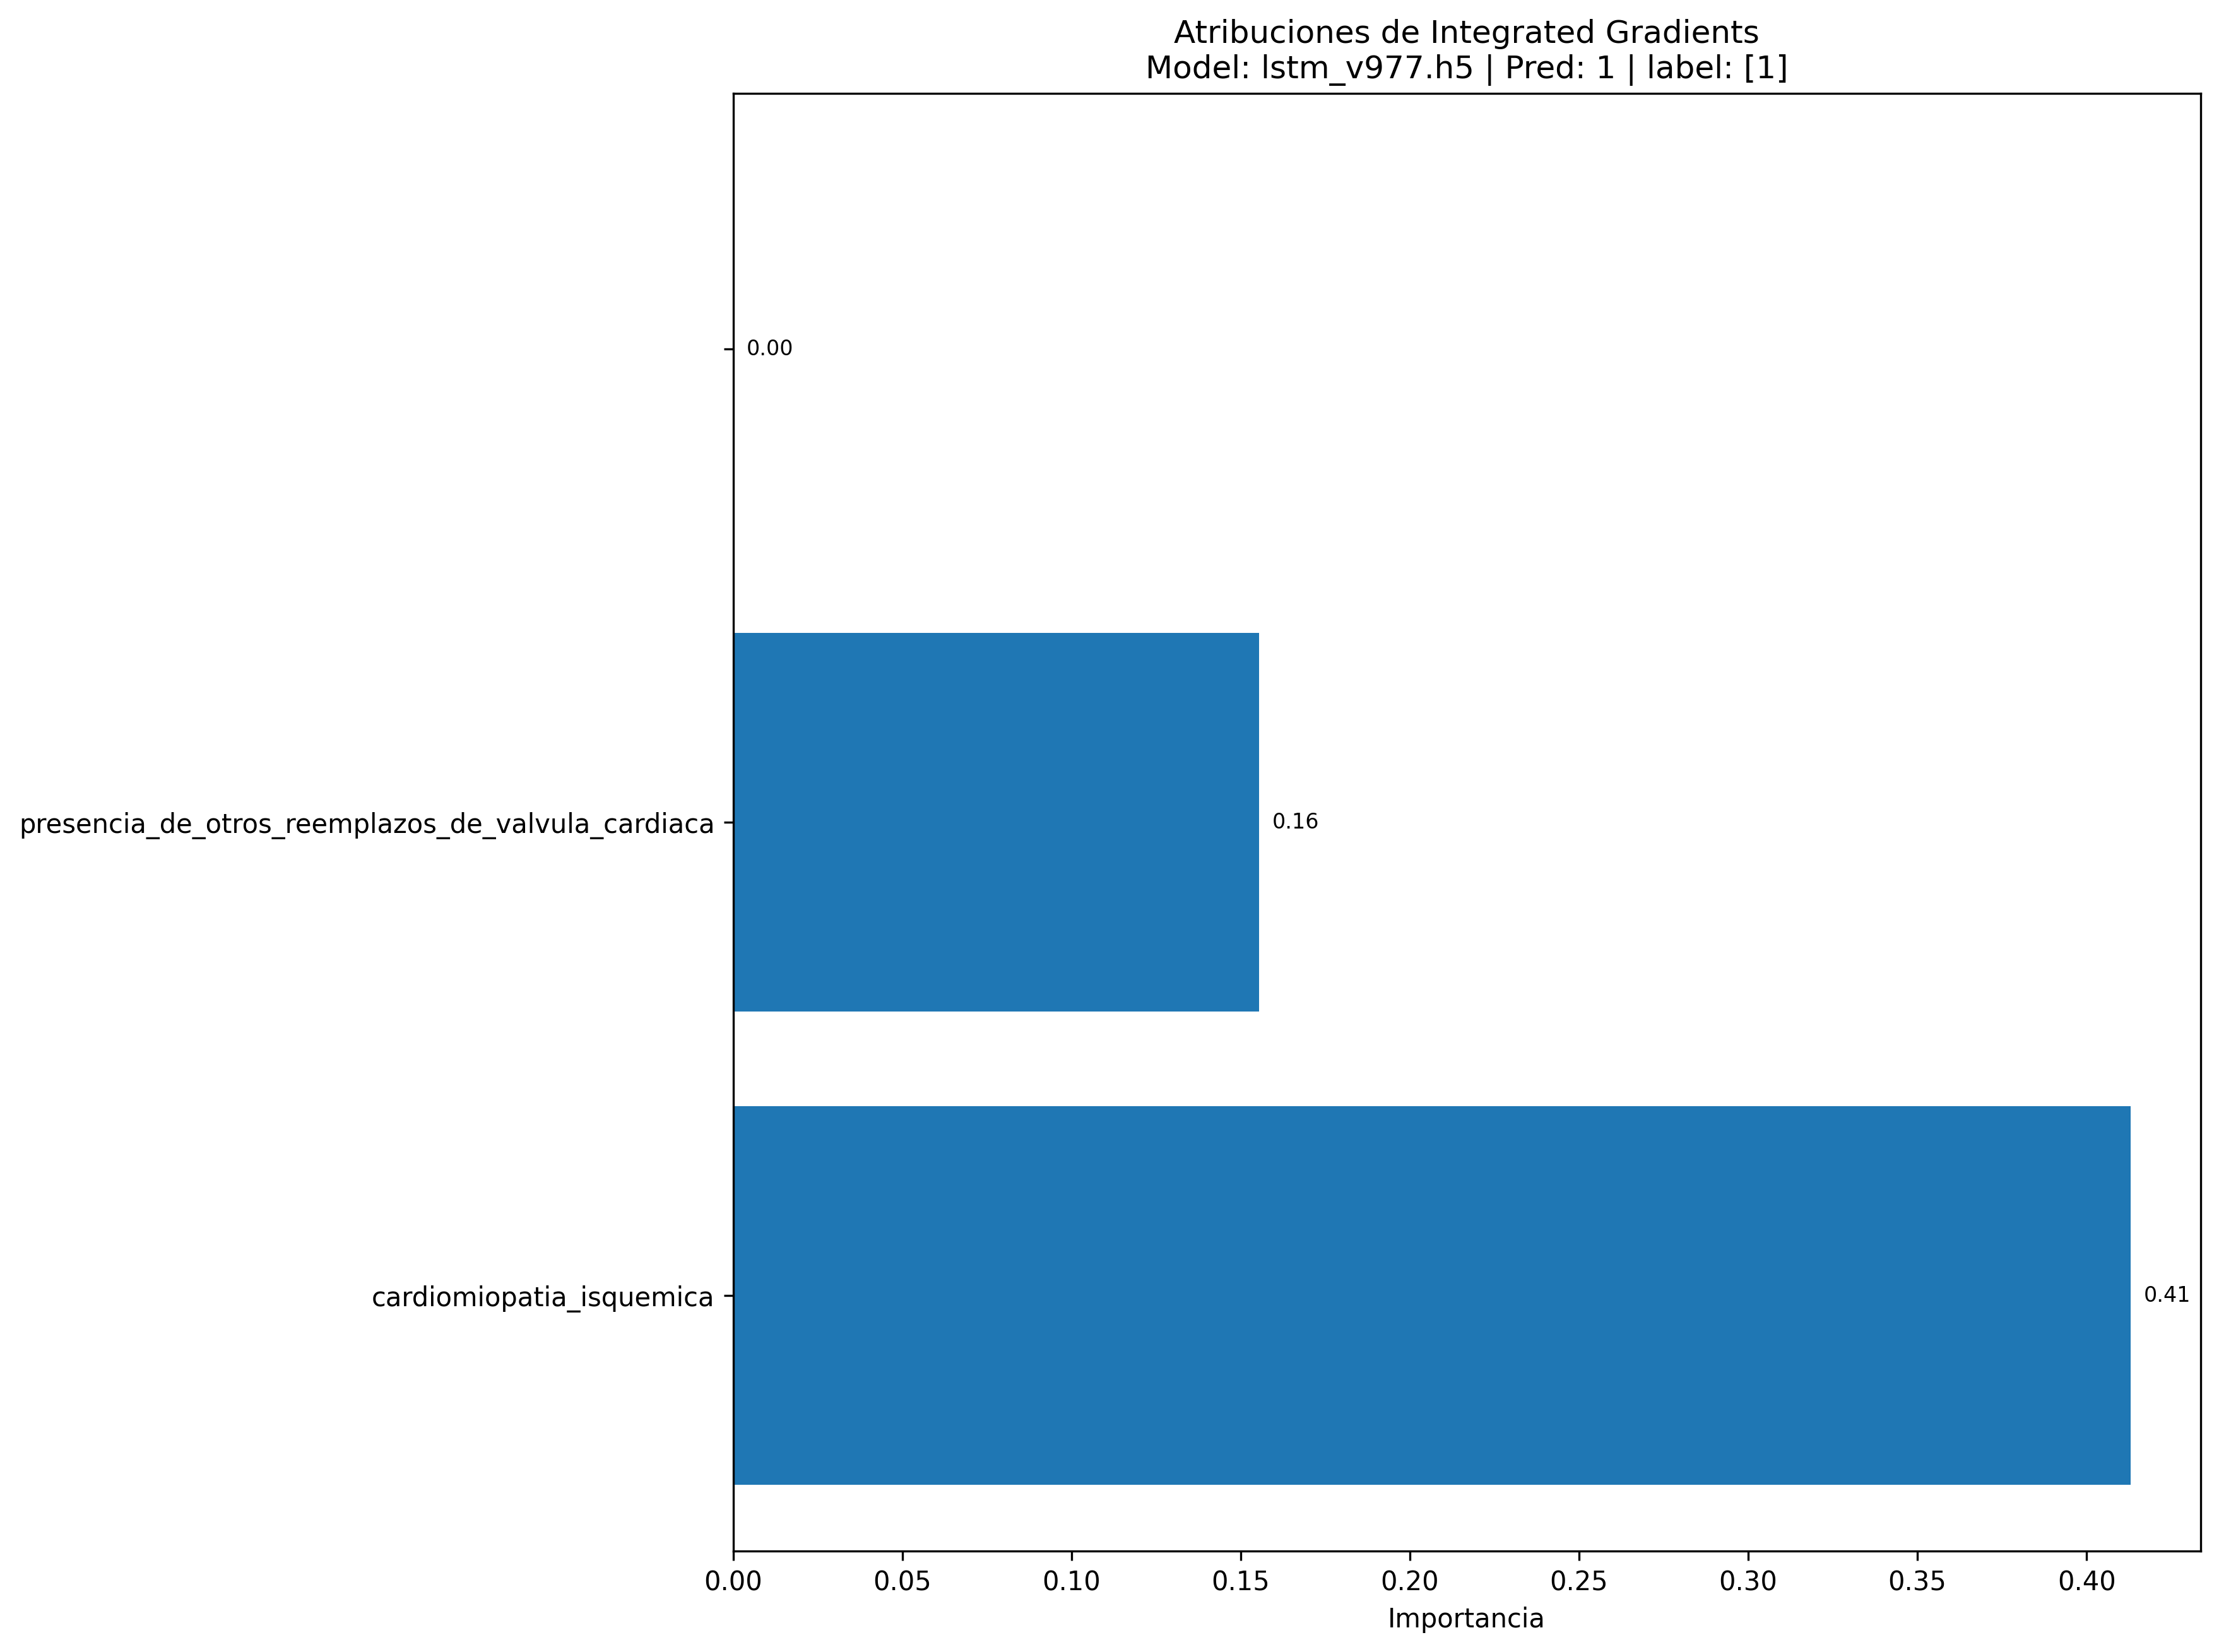 Atribuciones de Integrated Gradients
Model: lstm_v977.h5 | Pred: 1 | label: [1]
0.00
presencia_de_otros_reemplazos_de_valvula_cardiaca
0.16
cardiomiopatia_isquemica
0.41
0.00 0.05 0.10 0.15 0.20 0.25 0.30 0.35 0.40
Importancia